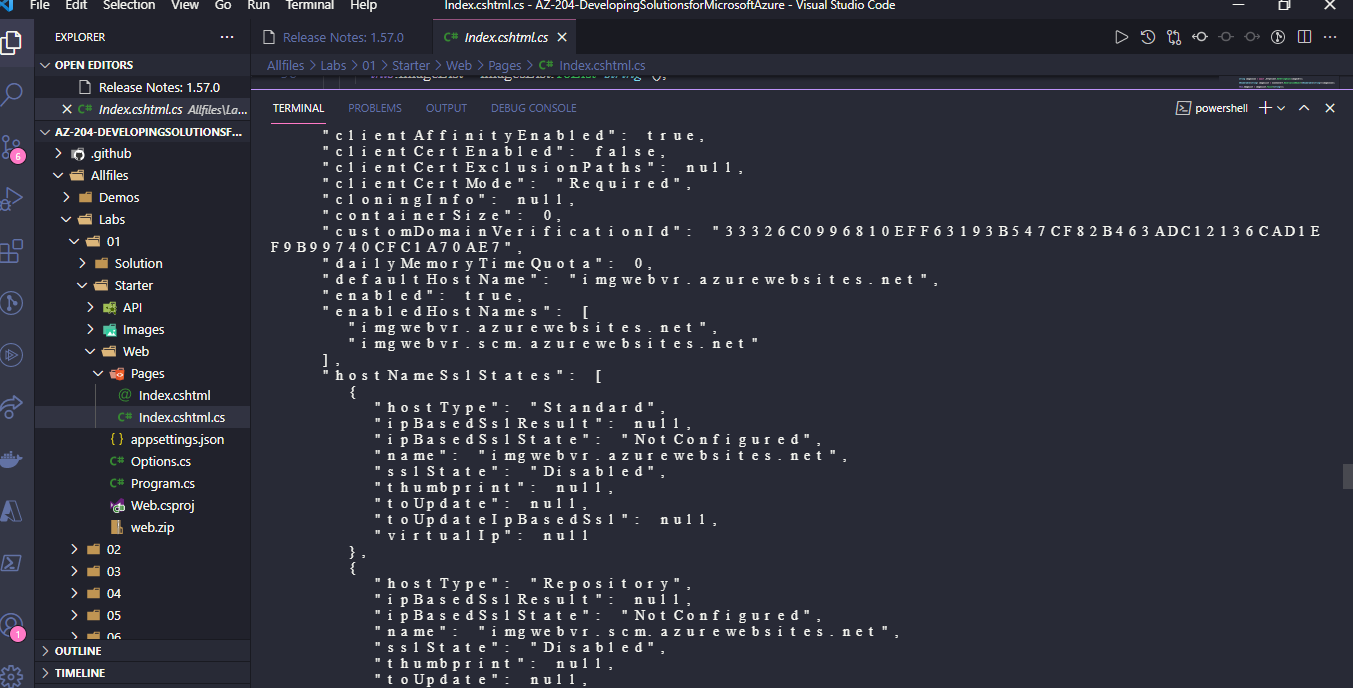 File Edit Selection View Go Run Terminal Help
Index.cshtml.cs - AZ-204-DevelopingSolutionsforMicrosoftAzure - Visual Studio Code
EXPLORER
OPEN EDITORS
Release Notes: 1.57.0
Index.cshtml.cs Allfiles\La...
AZ-204-DEVELOPINGSOLUTIONSF...
.github
Allfiles
Demos
Labs
01
Solution
Starter
API
Images
Web
Pages
Index.cshtml
Index.cshtml.cs
appsettings.json
Options.cs
Program.cs
Web.csproj
web.zip
02
03
04
05
06
OUTLINE
TIMELINE
6
1
Release Notes: 1.57.0
Index.cshtml.cs
Allfiles > Labs > 01 > Starter > Web > Pages > Index.cshtml.cs
TERMINAL PROBLEMS OUTPUT DEBUG CONSOLE
powershell
"clientAffinityEnabled": true,
"clientCertEnabled": false,
"clientCertExclusionPaths": null,
"clientCertMode": "Required",
"cloningInfo": null,
"containerSize": 0,
"customDomainVerificationId": "33326C0996810EFF63193B547CF82B463ADC12136CAD1E
F9B99740CFC1A70AE7",
"dailyMemoryTimeQuota": 0,
"defaultHostName": "imgwebvr.azurewebsites.net",
"enabled": true,
"enabledHostNames": [
"imgwebvr.azurewebsites.net",
"imgwebvr.scm.azurewebsites.net"
],
"hostNameSslStates": [
{
"hostType": "Standard",
"ipBasedSslResult": null,
"ipBasedSslState": "NotConfigured",
"name": "imgwebvr.azurewebsites.net",
"sslState": "Disabled",
"thumbprint": null,
"toUpdate": null,
"toUpdateIpBasedSsl": null,
"virtualIp": null
},
{
"hostType": "Repository",
"ipBasedSslResult": null,
"ipBasedSslState": "NotConfigured",
"name": "imgwebvr.scm.azurewebsites.net",
"sslState": "Disabled",
"thumbprint": null,
"toUpdate": null,